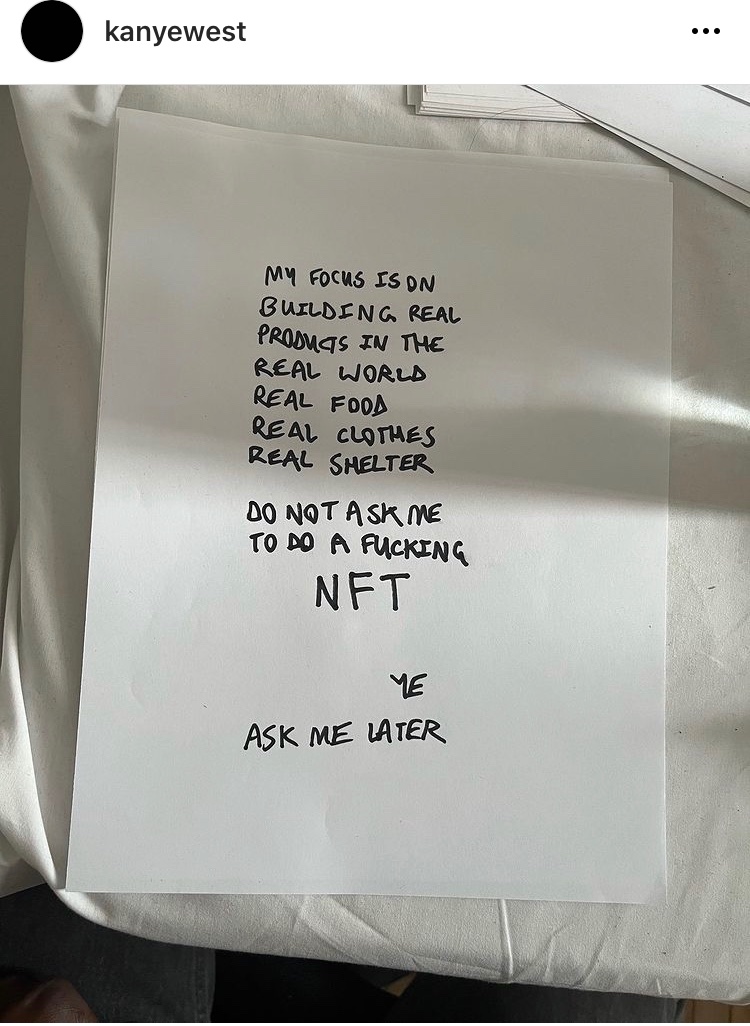 kanyewest
MY FOCUS IS ON
BUILDING REAL
PRODUCTS IN THE
REAL WORLD
REAL FOOD
REAL CLOTHES
REAL SHELTER
DO NOT ASK ME
TO DO A FUCKING
NFT
YE
ASK ME LATER